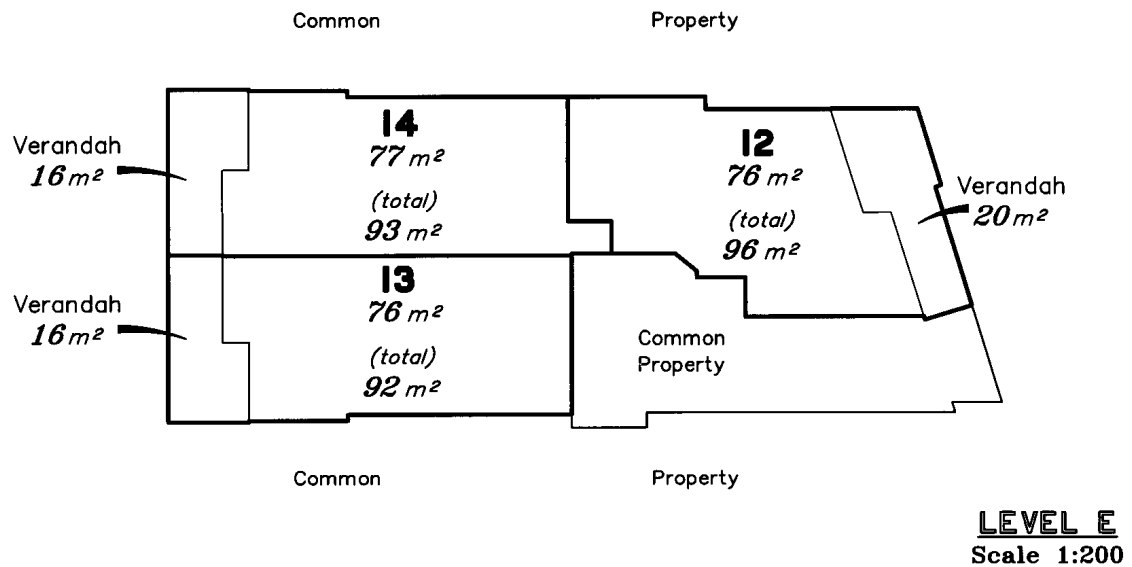 Common Property
14
77 m²
(total)
93 m²
Verandah
16 m²
12
76 m²
(total)
96 m²
Verandah
20 m²
13
76 m²
(total)
92 m²
Verandah
16 m²
Common
Property
Common Property
LEVEL E
Scale 1:200